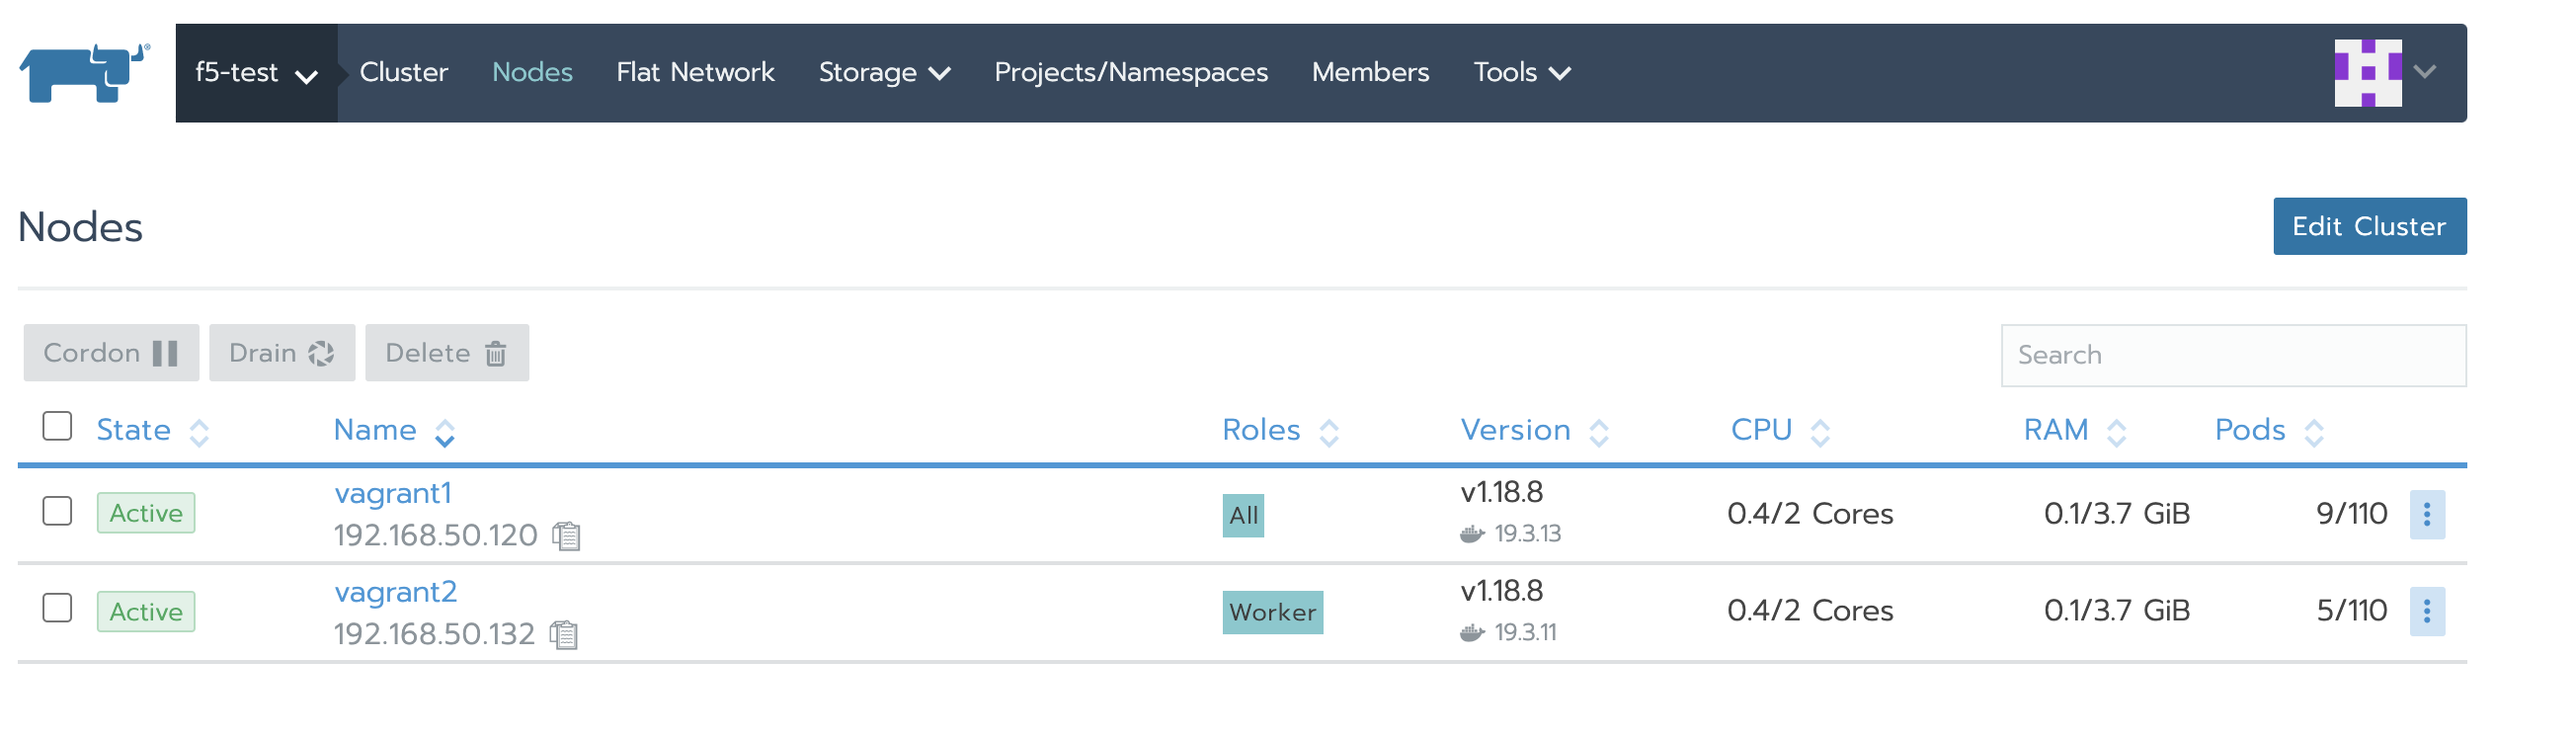 f5-test Cluster Nodes Flat Network Storage Projects/Namespaces Members Tools
Nodes
Edit Cluster
Cordon Drain Delete
Search
State Name Roles Version CPU RAM Pods
Active vagrant1 All v1.18.8 0.4/2 Cores 0.1/3.7 GiB 9/110
192.168.50.120 19.3.13
Active vagrant2 Worker v1.18.8 0.4/2 Cores 0.1/3.7 GiB 5/110
192.168.50.132 19.3.11